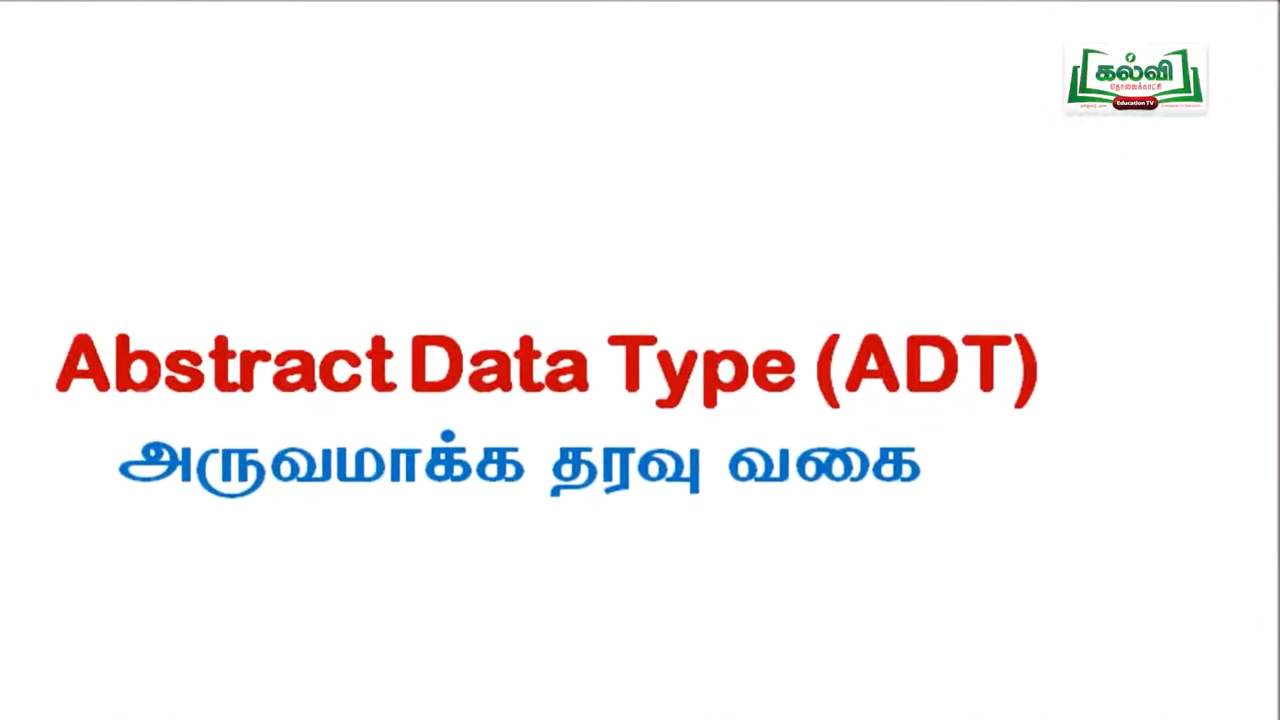 கல்வி
தொலைக்காட்சி
Education TV
Abstract Data Type (ADT)
அருவமாக்க தரவு வகை